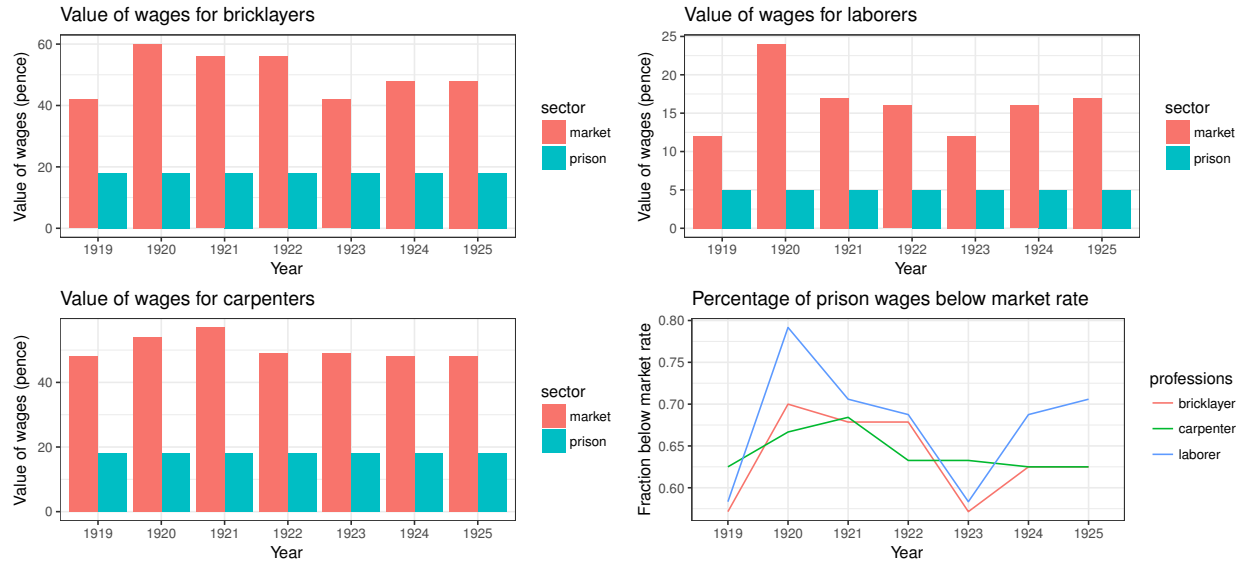 Value of wages for bricklayers
Value of wages (pence)
60
40
20
0
1919 1920 1921 1922 1923 1924 1925
Year
sector
market
prison
Value of wages for laborers
Value of wages (pence)
25
20
15
10
5
0
1919 1920 1921 1922 1923 1924 1925
Year
sector
market
prison
Value of wages for carpenters
Value of wages (pence)
40
20
0
1919 1920 1921 1922 1923 1924 1925
Year
sector
market
prison
Percentage of prison wages below market rate
Fraction below market rate
0.80
0.70
0.65
0.60
1919 1920 1921 1922 1923 1924 1925
Year
professions
bricklayer
carpenter
laborer